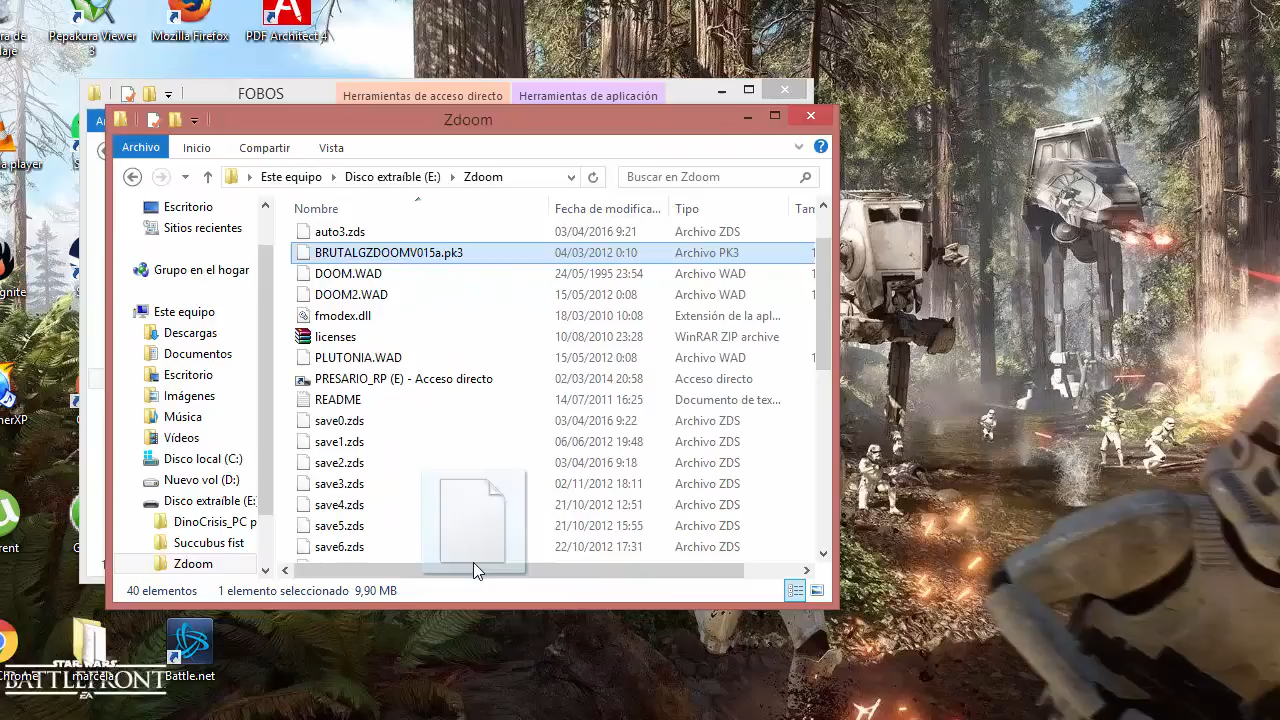 Pepakura Viewer
3
Mozilla Firefox
PDF Architect 4
FOBOS
Herramientas de acceso directo
Herramientas de aplicación
Zdoom
Archivo
Inicio
Compartir
Vista
Este equipo
Disco extraíble (E:)
Zdoom
Buscar en Zdoom
Escritorio
Sitios recientes
Grupo en el hogar
Este equipo
Descargas
Documentos
Escritorio
Imágenes
Música
Vídeos
Disco local (C:)
Nuevo vol (D:)
Disco extraíble (E:
DinoCrisis_PC p
Succubus fist
Zdoom
Nombre Fecha de modifica... Tipo Tam
auto3.zds 03/04/2016 9:21 Archivo ZDS
BRUTALGZDOOMV015a.pk3 04/03/2012 0:10 Archivo PK3 1
DOOM.WAD 24/05/1995 23:54 Archivo WAD 1
DOOM2.WAD 15/05/2012 0:08 Archivo WAD 1
fmodex.dll 18/03/2010 10:08 Extensión de la apl...
licenses 10/08/2010 23:28 WinRAR ZIP archive
PLUTONIA.WAD 15/05/2012 0:08 Archivo WAD 1
PRESARIO_RP (E) - Acceso directo 02/03/2014 20:58 Acceso directo
README 14/07/2011 16:25 Documento de tex...
save0.zds 03/04/2016 9:22 Archivo ZDS
save1.zds 06/06/2012 19:48 Archivo ZDS
save2.zds 03/04/2016 9:18 Archivo ZDS
save3.zds 02/11/2012 18:11 Archivo ZDS
save4.zds 21/10/2012 12:51 Archivo ZDS
save5.zds 21/10/2012 15:55 Archivo ZDS
save6.zds 22/10/2012 17:31 Archivo ZDS
40 elementos 1 elemento seleccionado 9,90 MB
marcela
Battle.net
STAR WARS
BATTLEFRONT
EA